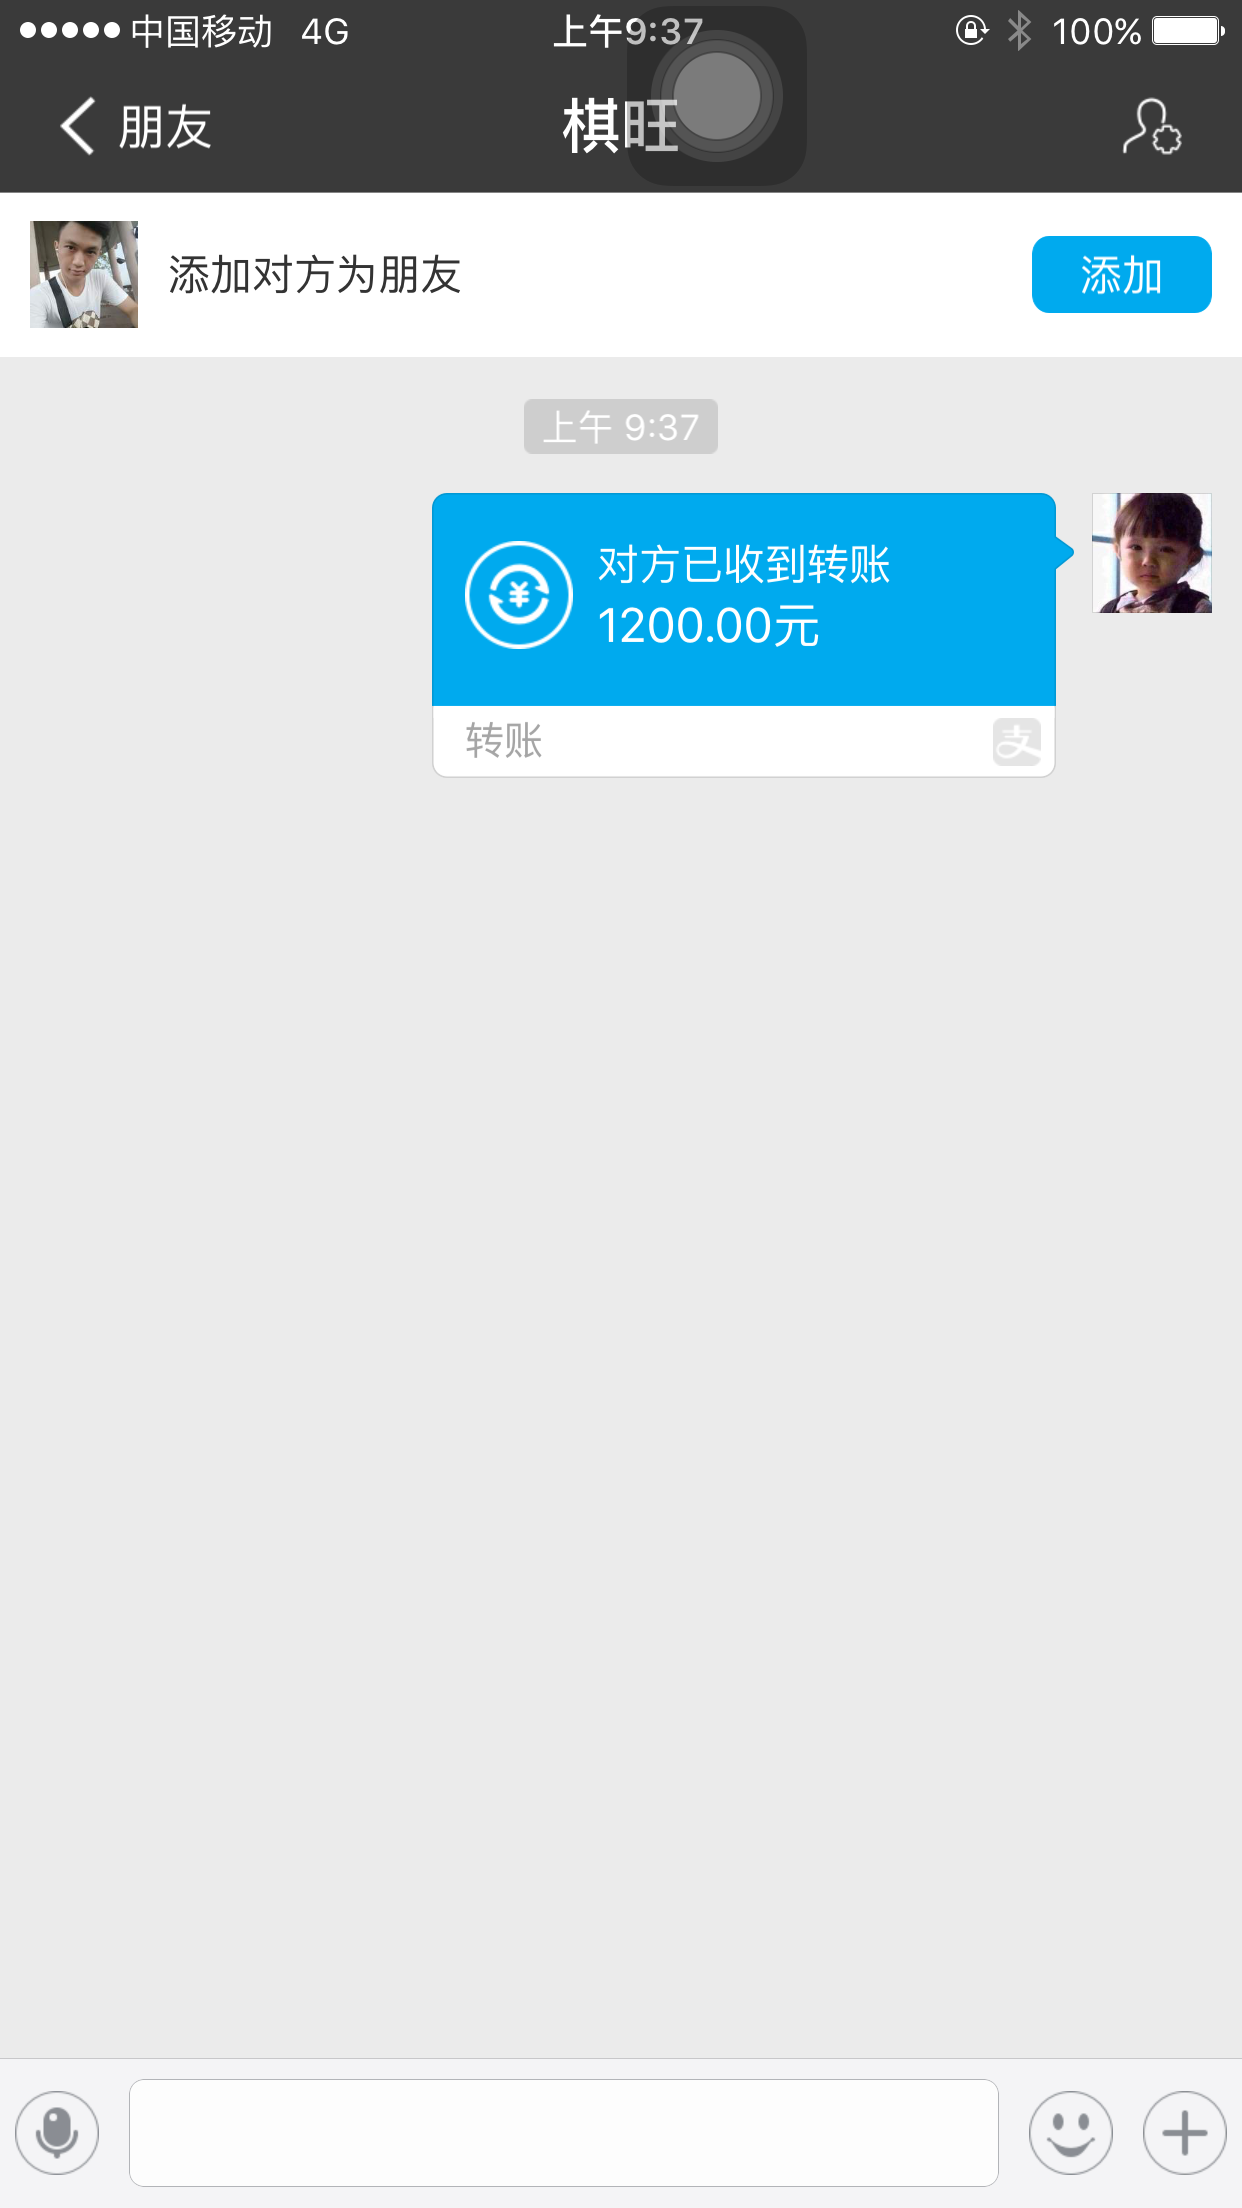 中国移动 4G 上午9:37 100%
朋友 棋旺
添加对方为朋友 添加
上午 9:37
对方已收到转账
1200.00元
转账 支